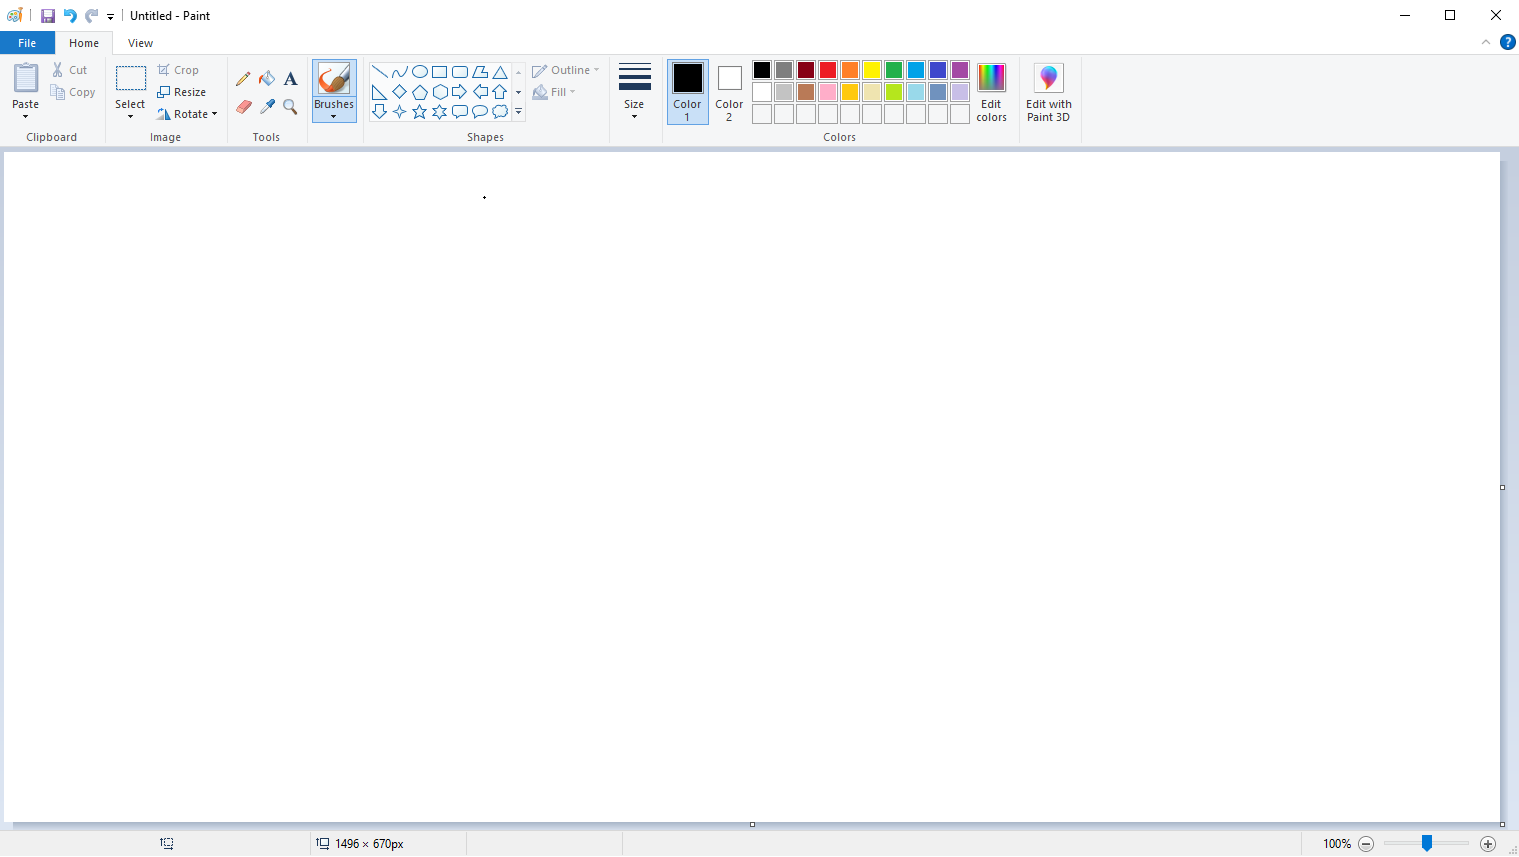 Untitled - Paint
File Home View
Paste
Cut
Copy
Clipboard
Select
Crop
Resize
Rotate
Image
A
Tools
Brushes
Shapes
Outline
Fill
Size
Color 1
Color 2
Colors
Edit colors
Edit with Paint 3D
?
1496 × 670px
100%